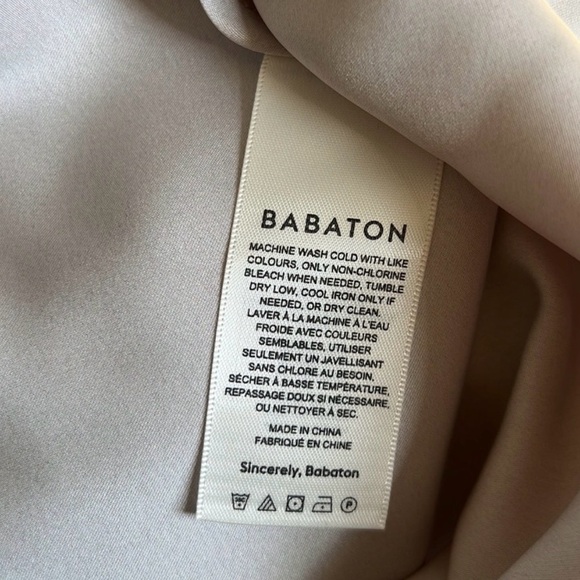 BABATON
MACHINE WASH COLD WITH LIKE
COLOURS, ONLY NON-CHLORINE
BLEACH WHEN NEEDED, TUMBLE
DRY LOW, COOL IRON ONLY IF
NEEDED, OR DRY CLEAN.
LAVER À LA MACHINE À L'EAU
FROIDE AVEC COULEURS
SEMBLABLES, UTILISER
SEULEMENT UN JAVELLISANT
SANS CHLORE AU BESOIN.
SÉCHER À BASSE TEMPÉRATURE,
REPASSAGE DOUX SI NÉCESSAIRE,
OU NETTOYER À SEC.
MADE IN CHINA
FABRIQUÉ EN CHINE
Sincerely, Babaton
30C P